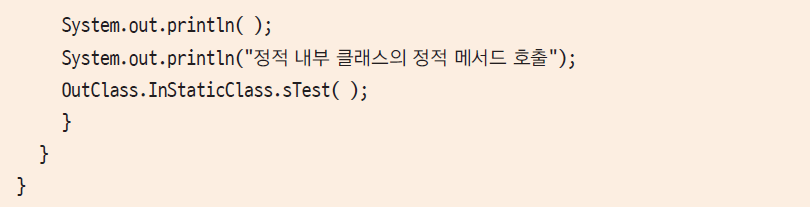 System.out.println( );
System.out.println("정적 내부 클래스의 정적 메서드 호출");
OutClass.InStaticClass.sTest( );
}
}
}